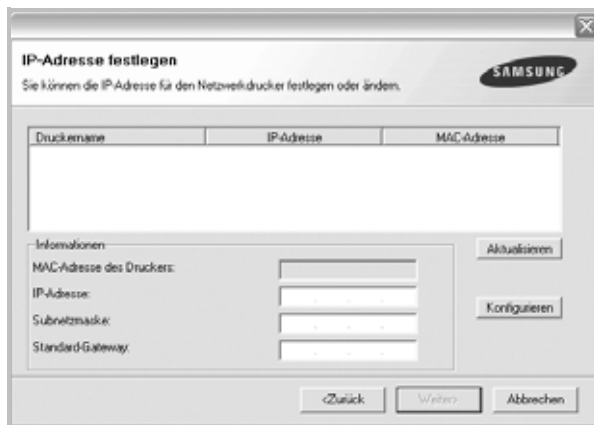 IP-Adresse festlegen
Sie können die IP-Adresse für den Netzwerkdrucker festlegen oder ändern.
SAMSUNG
Druckername IP-Adresse MAC-Adresse
Informationen
MAC-Adresse des Druckers:
IP-Adresse:
Subnetzmaske:
Standard-Gateway:
Aktualisieren
Konfigurieren
<Zurück Weiter> Abbrechen